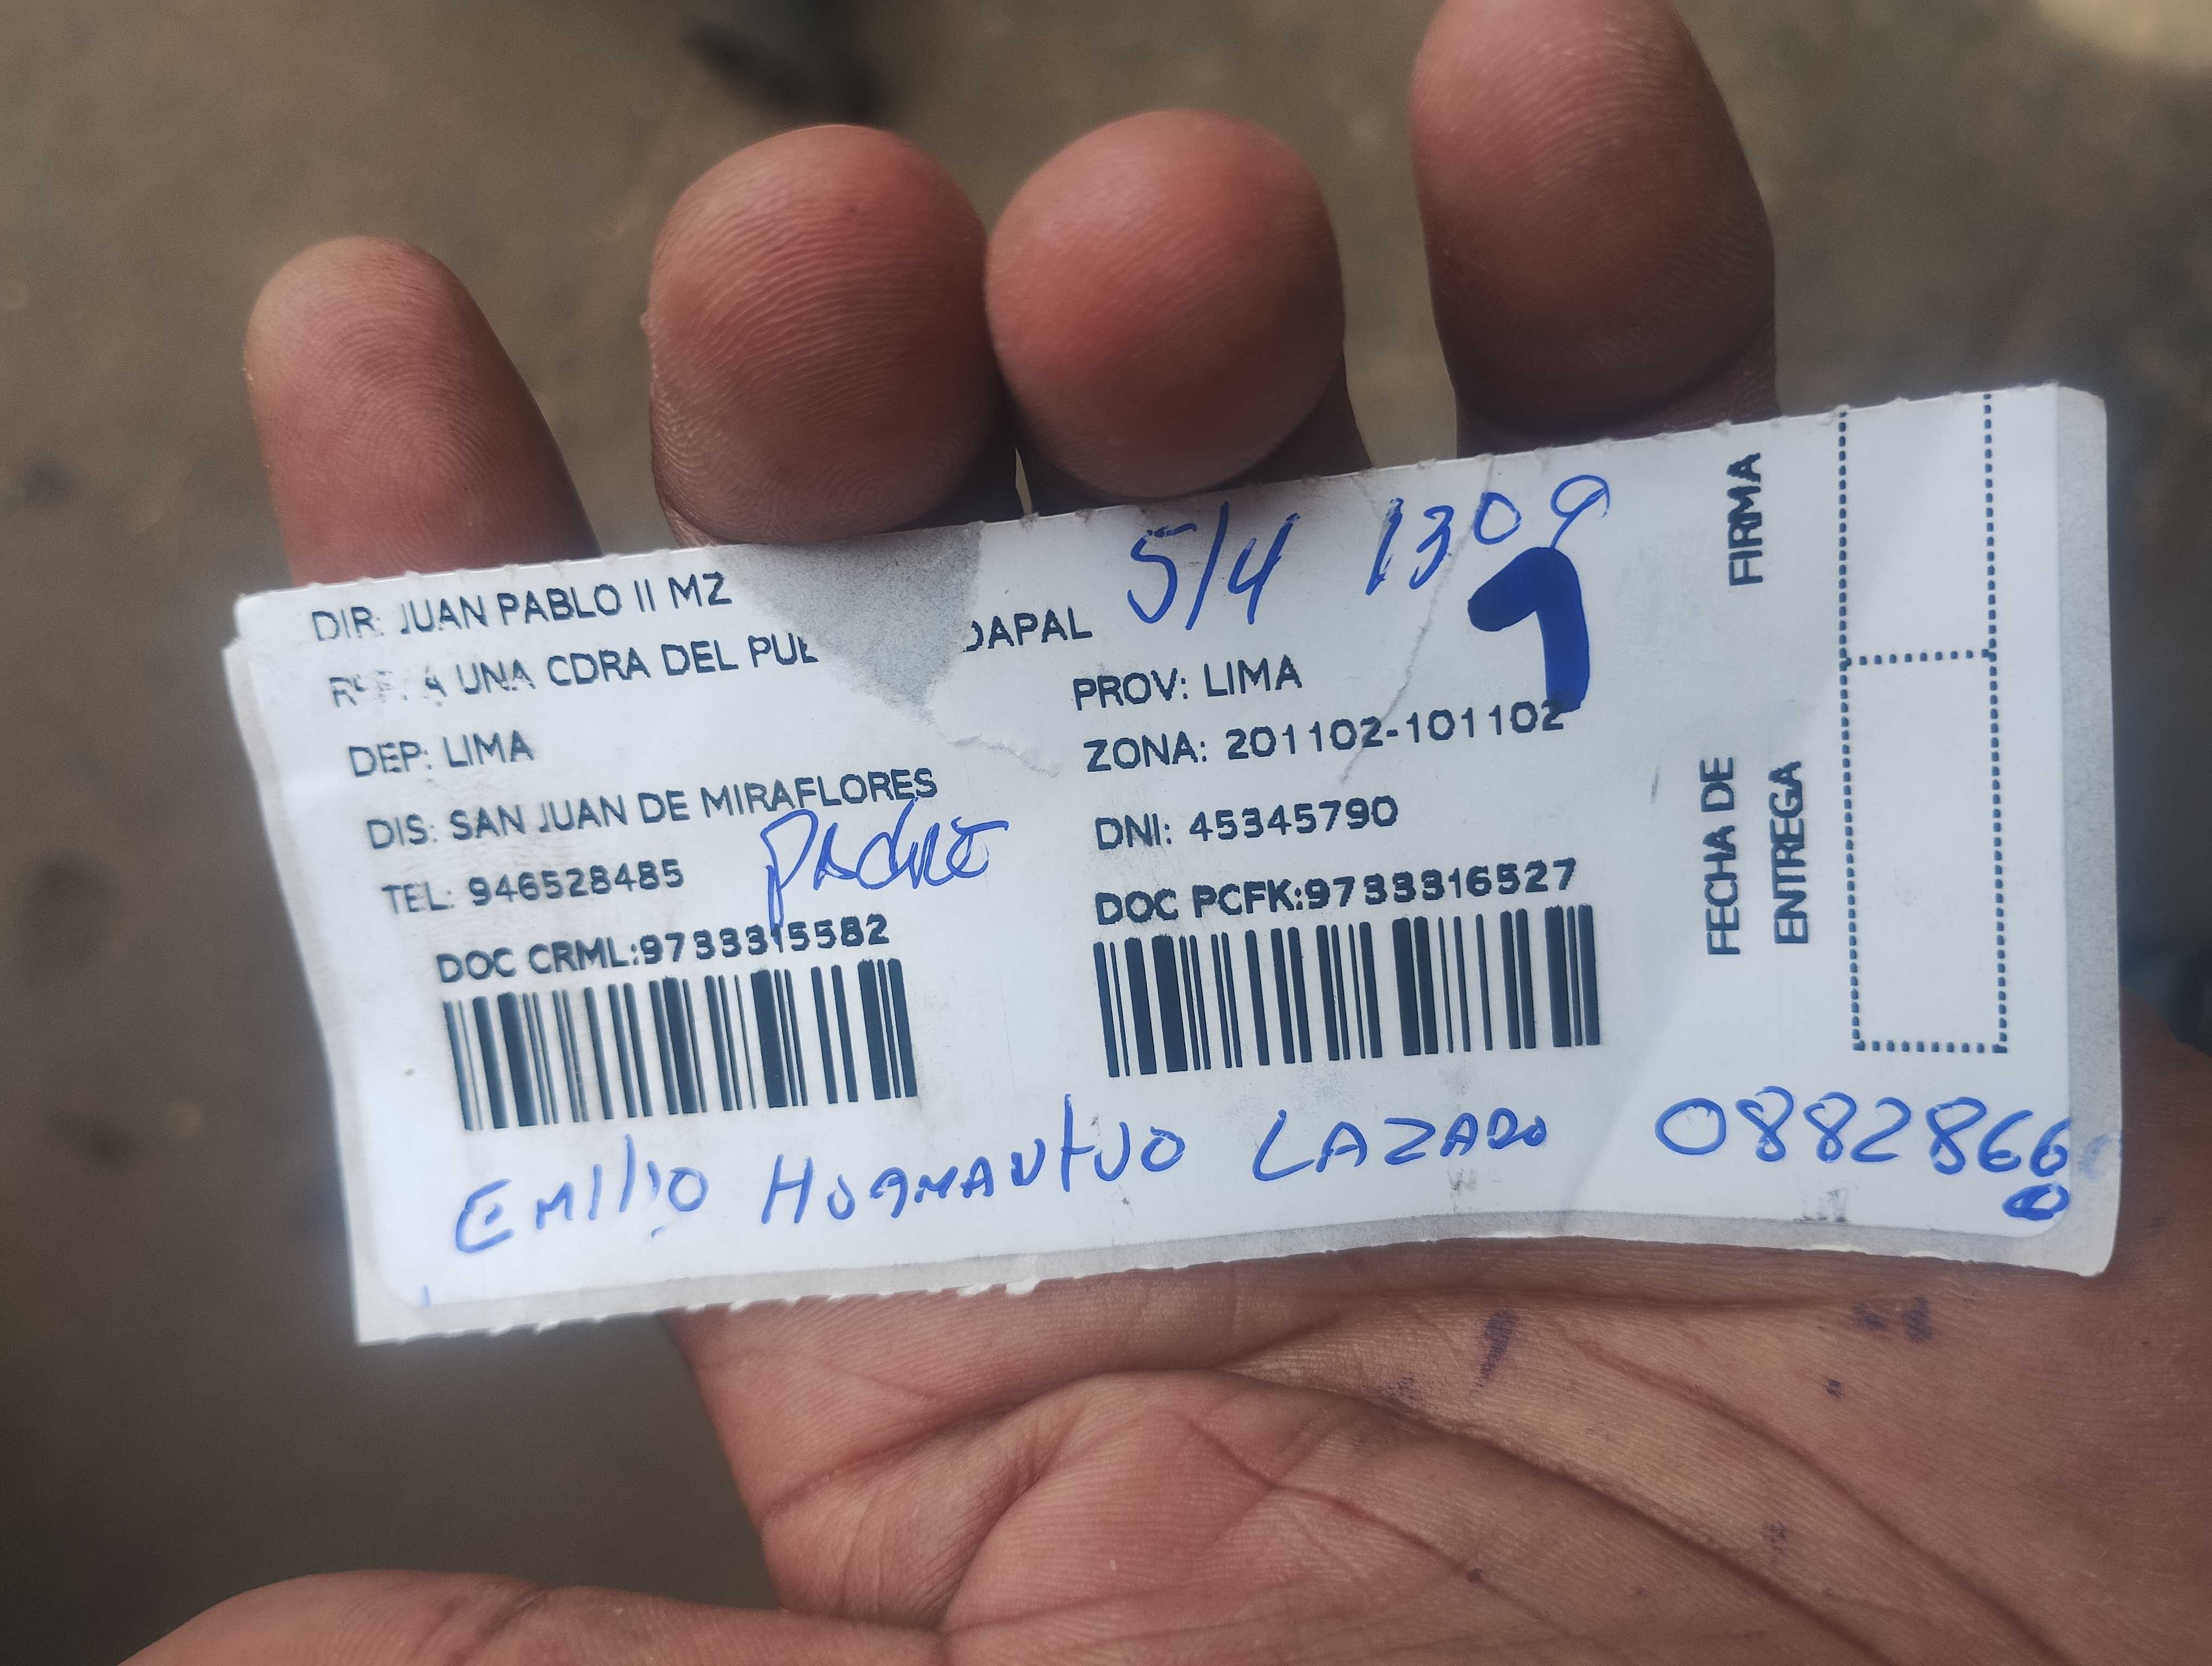 5/4 1309
DIR: JUAN PABLO II MZ
A UNA CDRA DEL
DEP: LIMA
PROV: LIMA
1
ZONA: 201102-101102
DIS: SAN JUAN DE MIRAFLORES
DNI: 45345790
TEL: 946528485
padre
DOC CRML:9733315582
DOC PCFK:9733316527
FIRMA
FECHA DE
ENTREGA
Emilio
LAZARO
0882866